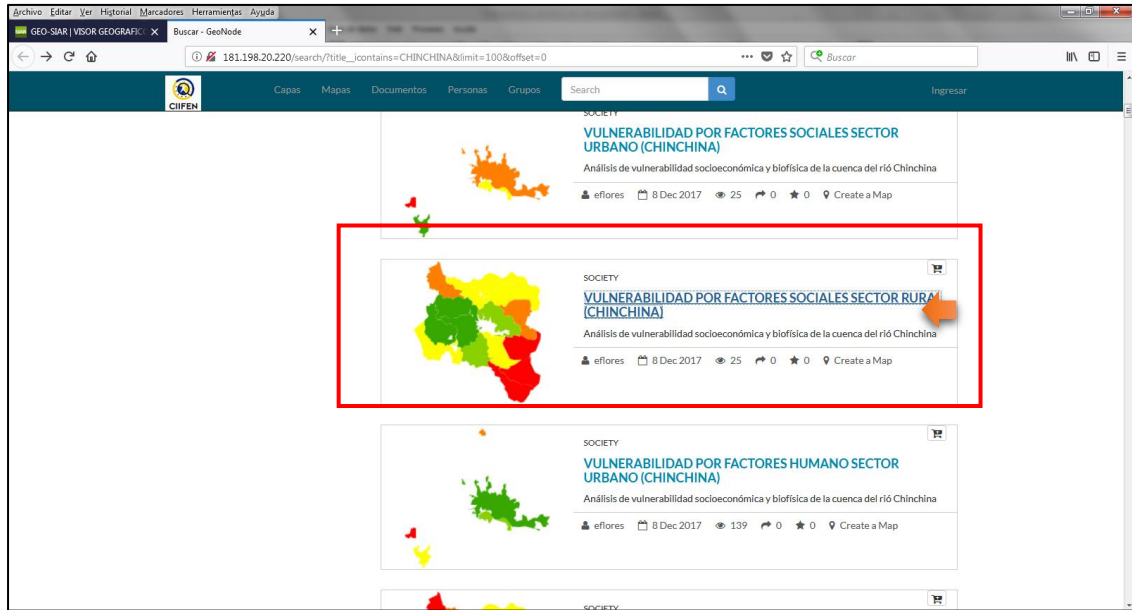 Archivo Editar Ver Historial Marcadores Herramientas Ayuda
GEO-SIAR | VISOR GEOGRAFIC
Buscar - GeoNode
181.198.20.220/search/?title__icontains=CHINCHINA&limit=100&offset=0
Buscar
CIIFEN
Capas Mapas Documentos Personas Grupos Search Ingresar
SOCIETY
VULNERABILIDAD POR FACTORES SOCIALES SECTOR
URBANO (CHINCHINA)
Análisis de vulnerabilidad socioeconómica y biofísica de la cuenca del rió Chinchina
eflores 8 Dec 2017 25 0 0 Create a Map
SOCIETY
VULNERABILIDAD POR FACTORES SOCIALES SECTOR RURA
(CHINCHINA)
Análisis de vulnerabilidad socioeconómica y biofísica de la cuenca del rió Chinchina
eflores 8 Dec 2017 25 0 0 Create a Map
SOCIETY
VULNERABILIDAD POR FACTORES HUMANO SECTOR
URBANO (CHINCHINA)
Análisis de vulnerabilidad socioeconómica y biofísica de la cuenca del rió Chinchina
eflores 8 Dec 2017 139 0 0 Create a Map
SOCIETY